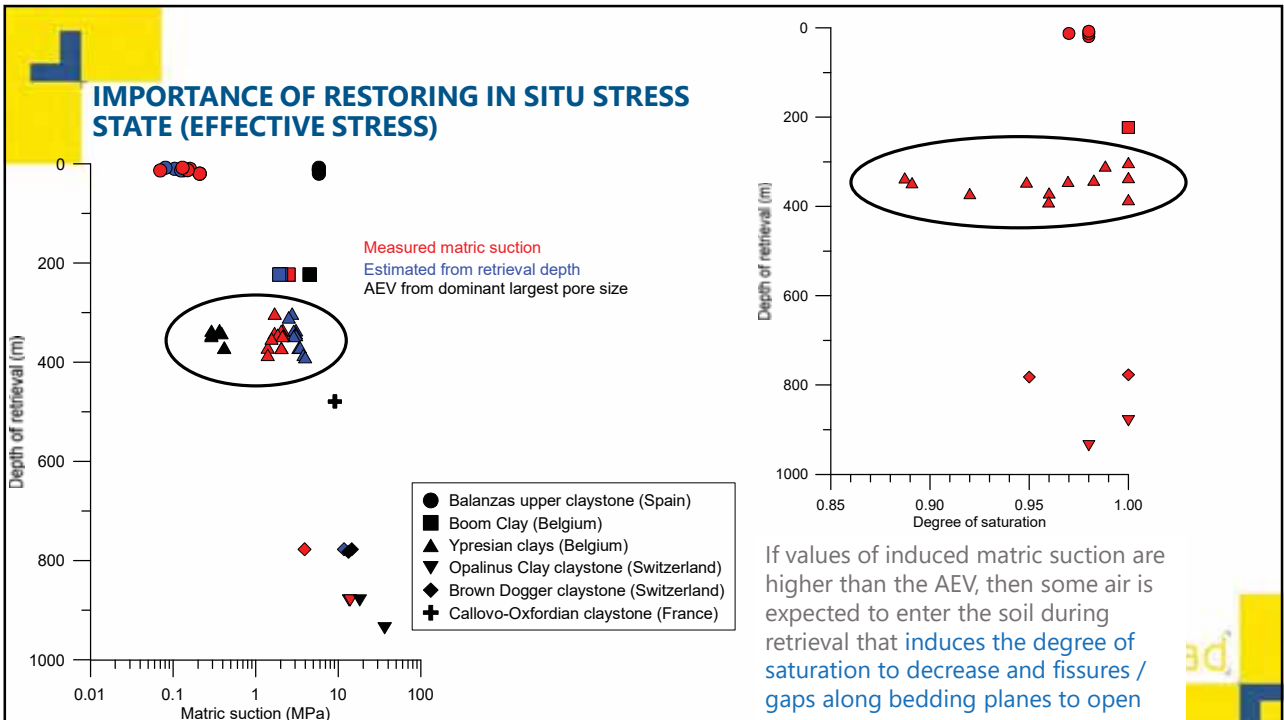 IMPORTANCE OF RESTORING IN SITU STRESS
STATE (EFFECTIVE STRESS)
0
200
400
600
800
1000
Depth of retrieval (m)
0.01
0.1
1
10
100
Matric suction (MPa)
Measured matric suction
Estimated from retrieval depth
AEV from dominant largest pore size
Balanzas upper claystone (Spain)
Boom Clay (Belgium)
Ypresian clays (Belgium)
Opalinus Clay claystone (Switzerland)
Brown Dogger claystone (Switzerland)
Callovo-Oxfordian claystone (France)
0
200
400
600
800
1000
Depth of retrieval (m)
0.85
0.90
0.95
1.00
Degree of saturation
If values of induced matric suction are
higher than the AEV, then some air is
expected to enter the soil during
retrieval that induces the degree of
saturation to decrease and fissures /
gaps along bedding planes to open